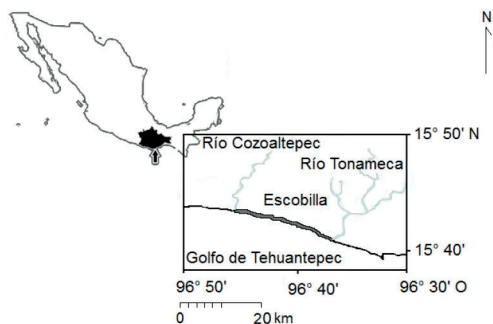 N
15° 50' N
Río Cozoaltepec
Río Tonameca
Escobilla
15° 40'
Golfo de Tehuantepec
96° 50' 96° 40' 96° 30' O
0 20 km